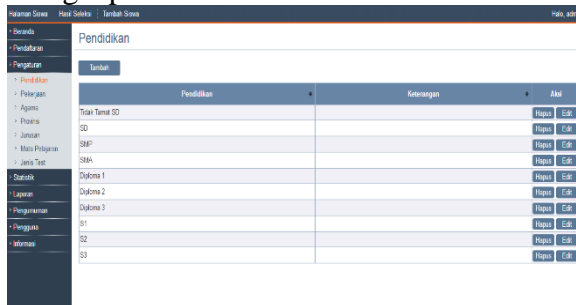 Halaman Siswa Hasil Seleksi Tambah Siswa Halo, adm
Beranda
Pendaftaran
Pengaturan
Pendidikan
Pekerjaan
Agama
Provinsi
Jurusan
Mata Pelajaran
Jenis Test
Statistik
Laporan
Pengumuman
Pengguna
Informasi
Pendidikan
Tambah
Pendidikan Keterangan Aksi
Tidak Tamat SD Hapus Edit
SD Hapus Edit
SMP Hapus Edit
SMA Hapus Edit
Diploma 1 Hapus Edit
Diploma 2 Hapus Edit
Diploma 3 Hapus Edit
S1 Hapus Edit
S2 Hapus Edit
S3 Hapus Edit